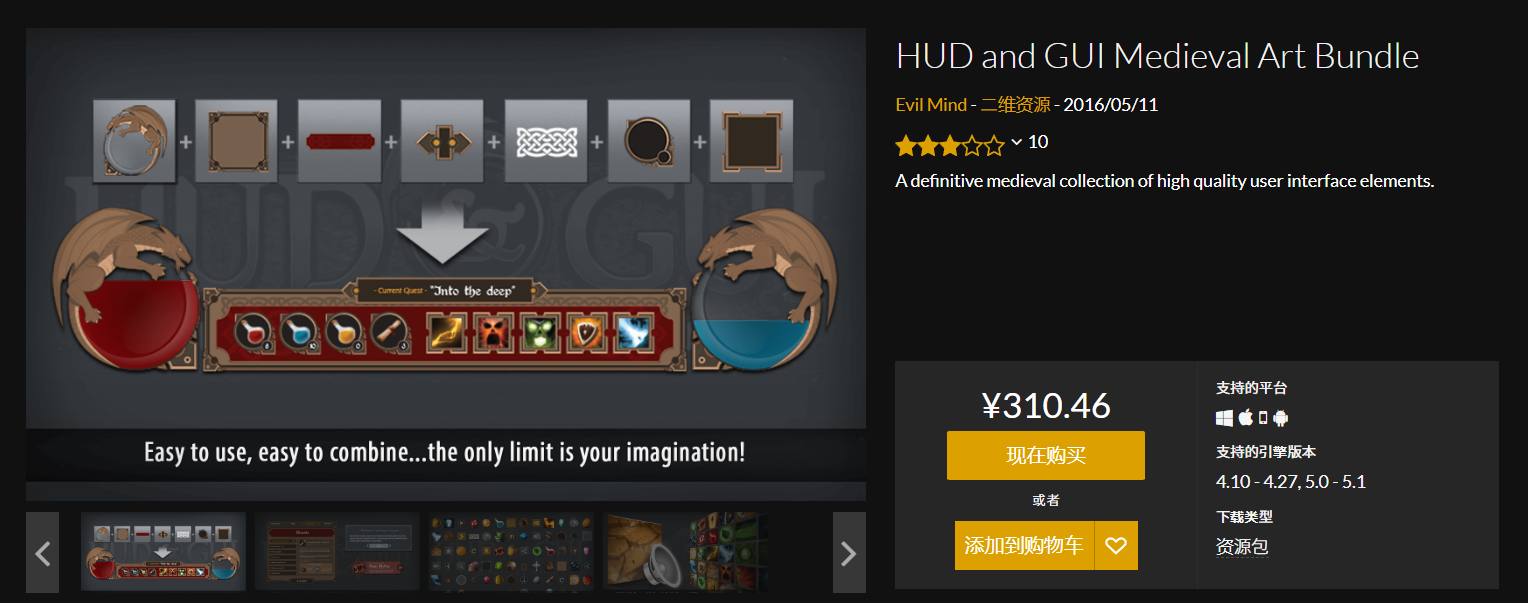 HUD and GUI Medieval Art Bundle
Evil Mind - 二维资源 - 2016/05/11
10
A definitive medieval collection of high quality user interface elements.
HUD & GUI
- Current Quest - "Into the deep"
8 10 0 3
Easy to use, easy to combine...the only limit is your imagination!
¥310.46
现在购买
或者
添加到购物车
支持的平台
支持的引擎版本
4.10 - 4.27, 5.0 - 5.1
下载类型
资源包